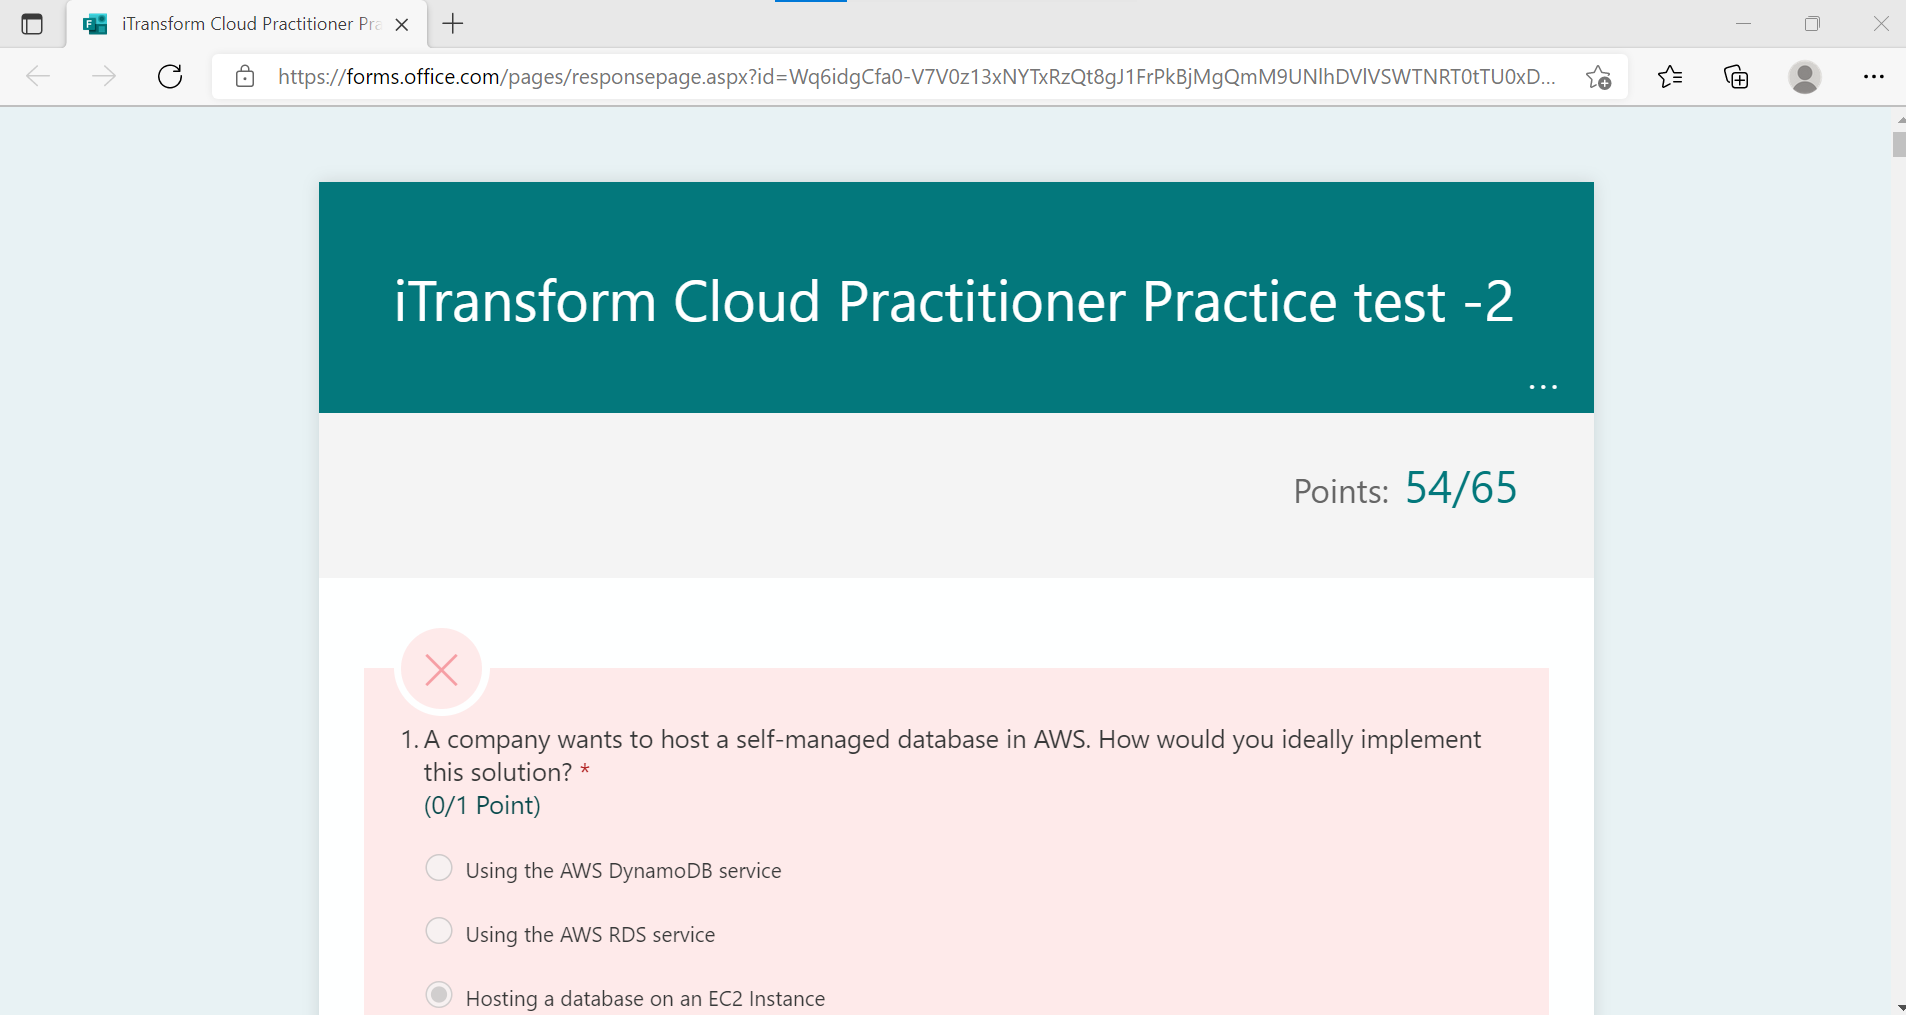 iTransform Cloud Practitioner Pra
https://forms.office.com/pages/responsepage.aspx?id=Wq6idgCfa0-V7V0z13xNYTxRzQt8gJ1FrPkBjMgQmM9UNlhDVlVSWTNRT0tTU0xD...
iTransform Cloud Practitioner Practice test -2
...
Points: 54/65
1. A company wants to host a self-managed database in AWS. How would you ideally implement
this solution? *
(0/1 Point)
Using the AWS DynamoDB service
Using the AWS RDS service
Hosting a database on an EC2 Instance